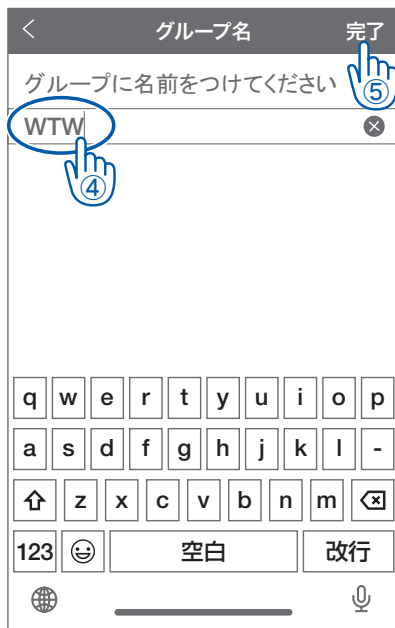 グループ名 完了
グループに名前をつけてください
⑤
WTW
④
q w e r t y u i o p
a s d f g h j k l -
z x c v b n m
123 空白 改行